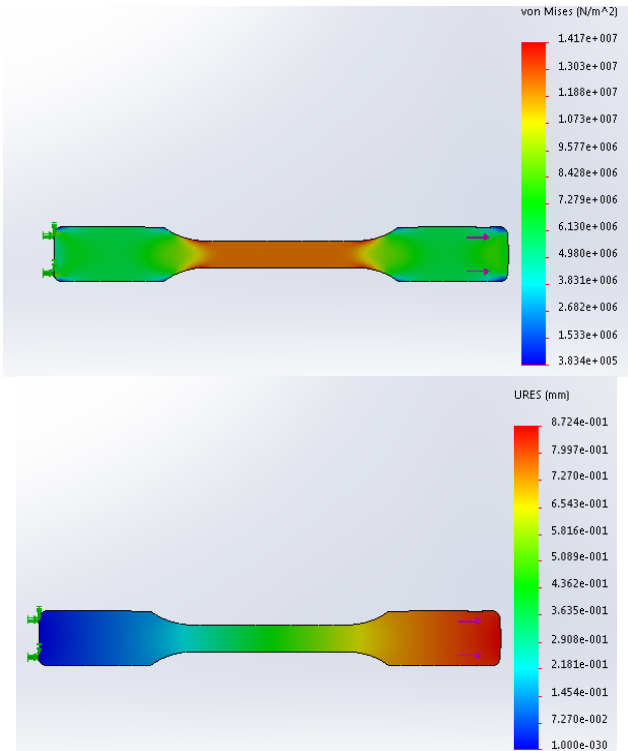 von Mises (N/m^2)
1.417e+007
1.303e+007
1.188e+007
1.073e+007
9.577e+006
8.428e+006
7.279e+006
6.130e+006
4.980e+006
3.831e+006
2.682e+006
1.533e+006
3.834e+005
URES (mm)
8.724e-001
7.997e-001
7.270e-001
6.543e-001
5.816e-001
5.089e-001
4.362e-001
3.635e-001
2.908e-001
2.181e-001
1.454e-001
7.270e-002
1.000e-030